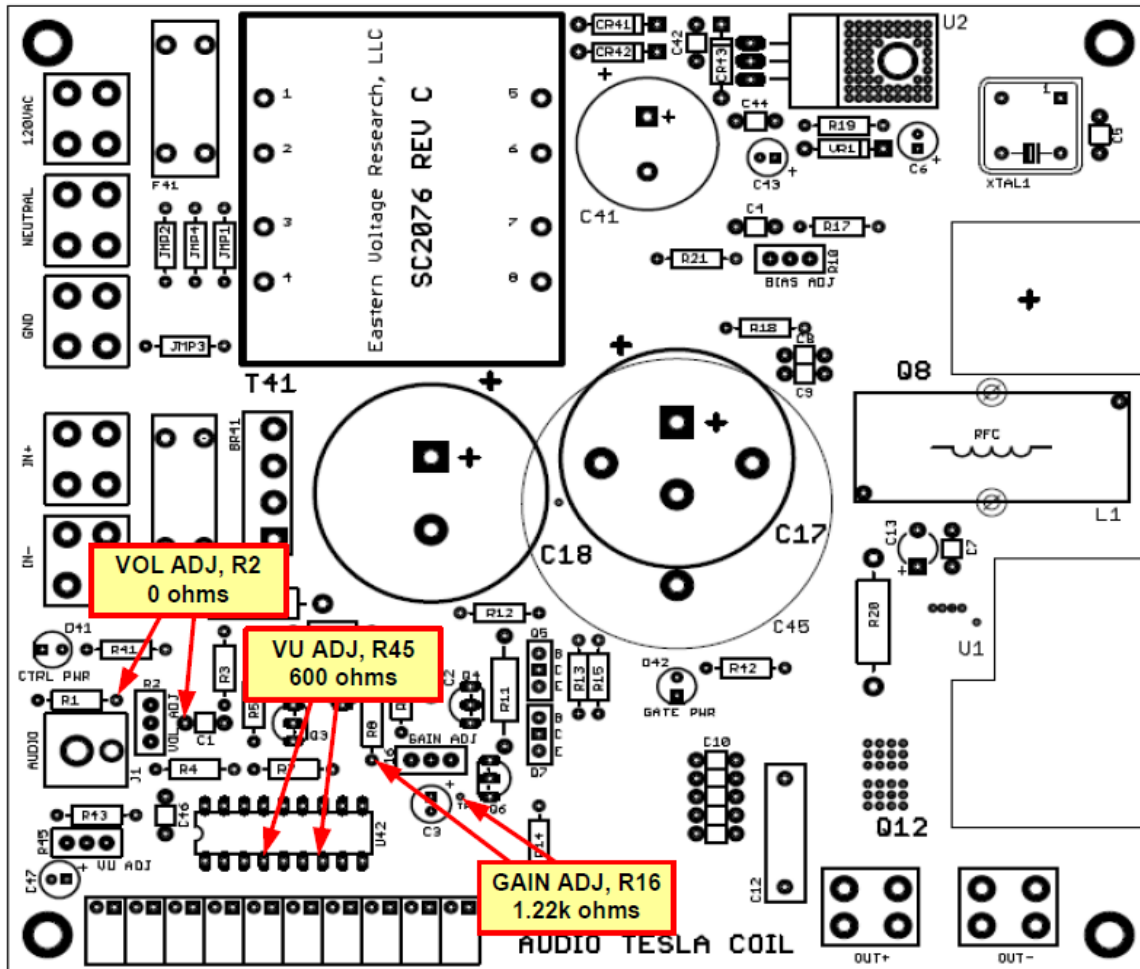 CR41
CR42
C42
CR43
U2
120VAC
F41
1
2
3
4
5
6
7
8
Eastern Voltage Research, LLC
SC2076 REV C
T41
+
C41
+
C44
C43
+
R19
VR1
C6
+
1
XTAL1
C5
NEUTRAL
JMP2
JMP4
JMP1
C4
R17
R21
R10
BIAS ADJ
GND
JMP3
R18
C8
C9
+
Q8
RFC
L1
IN+
BR41
+
+
C18
+
+
C17
C45
IN-
C13
+
C7
R20
U1
VOL ADJ, R2
0 ohms
VU ADJ, R45
600 ohms
D41
CTRL PWR
R41
R1
R2
VOL ADJ
R3
C1
AUDIO
J1
R4
Q3
R8
C2
Q4
R11
R12
Q5
B
C
E
B
C
E
Q7
R13
R15
D42
GATE PWR
R42
GAIN ADJ
C3
+
Q6
R43
R45
VU ADJ
C46
U42
C47
+
C10
C12
Q12
GAIN ADJ, R16
1.22k ohms
AUDIO TESLA COIL
OUT+
OUT-